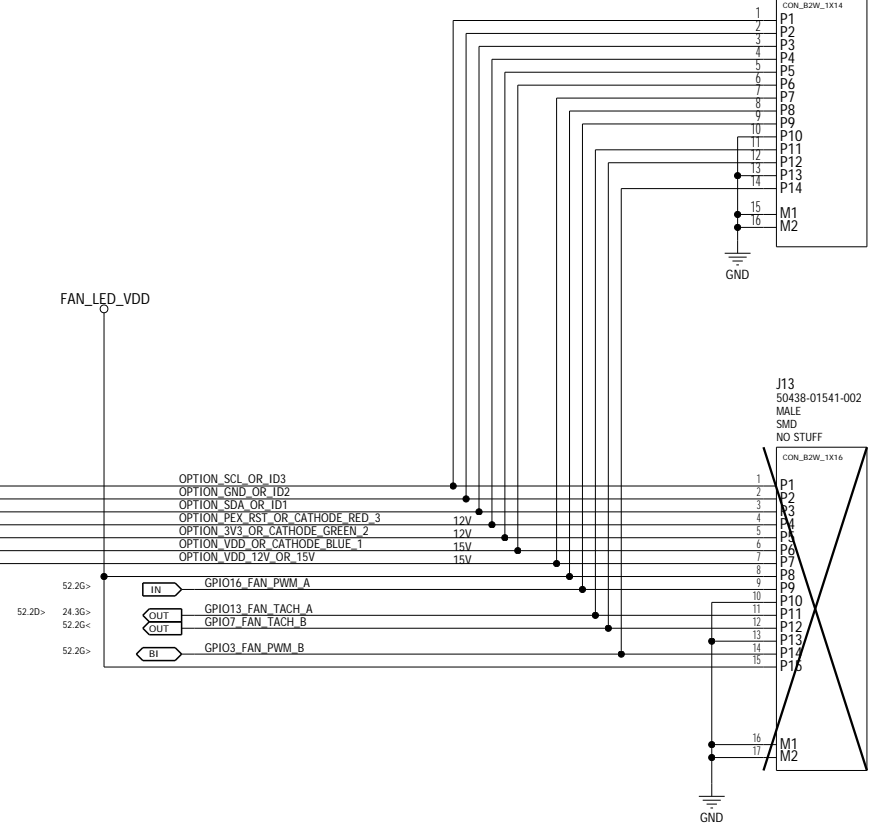 CON_B2W_1X14
1 P1
2 P2
3 P3
4 P4
5 P5
6 P6
7 P7
8 P8
9 P9
10 P10
11 P11
12 P12
13 P13
14 P14
15 M1
16 M2
GND
FAN_LED_VDD
J13
50438-01541-002
MALE
SMD
NO STUFF
CON_B2W_1X16
OPTION_SCL_OR_ID3 1 P1
OPTION_GND_OR_ID2 2 P2
OPTION_SDA_OR_ID1 3 P3
OPTION_PEX_RST_OR_CATHODE_RED_3 12V 4 P4
OPTION_3V3_OR_CATHODE_GREEN_2 12V 5 P5
OPTION_VDD_OR_CATHODE_BLUE_1 15V 6 P6
OPTION_VDD_12V_OR_15V 15V 7 P7
8 P8
52.2G> IN GPIO16_FAN_PWM_A 9 P9
10 P10
52.2D> 24.3G> OUT GPIO13_FAN_TACH_A 11 P11
52.2G< OUT GPIO7_FAN_TACH_B 12 P12
13 P13
52.2G> BI GPIO3_FAN_PWM_B 14 P14
15 P15
16 M1
17 M2
GND